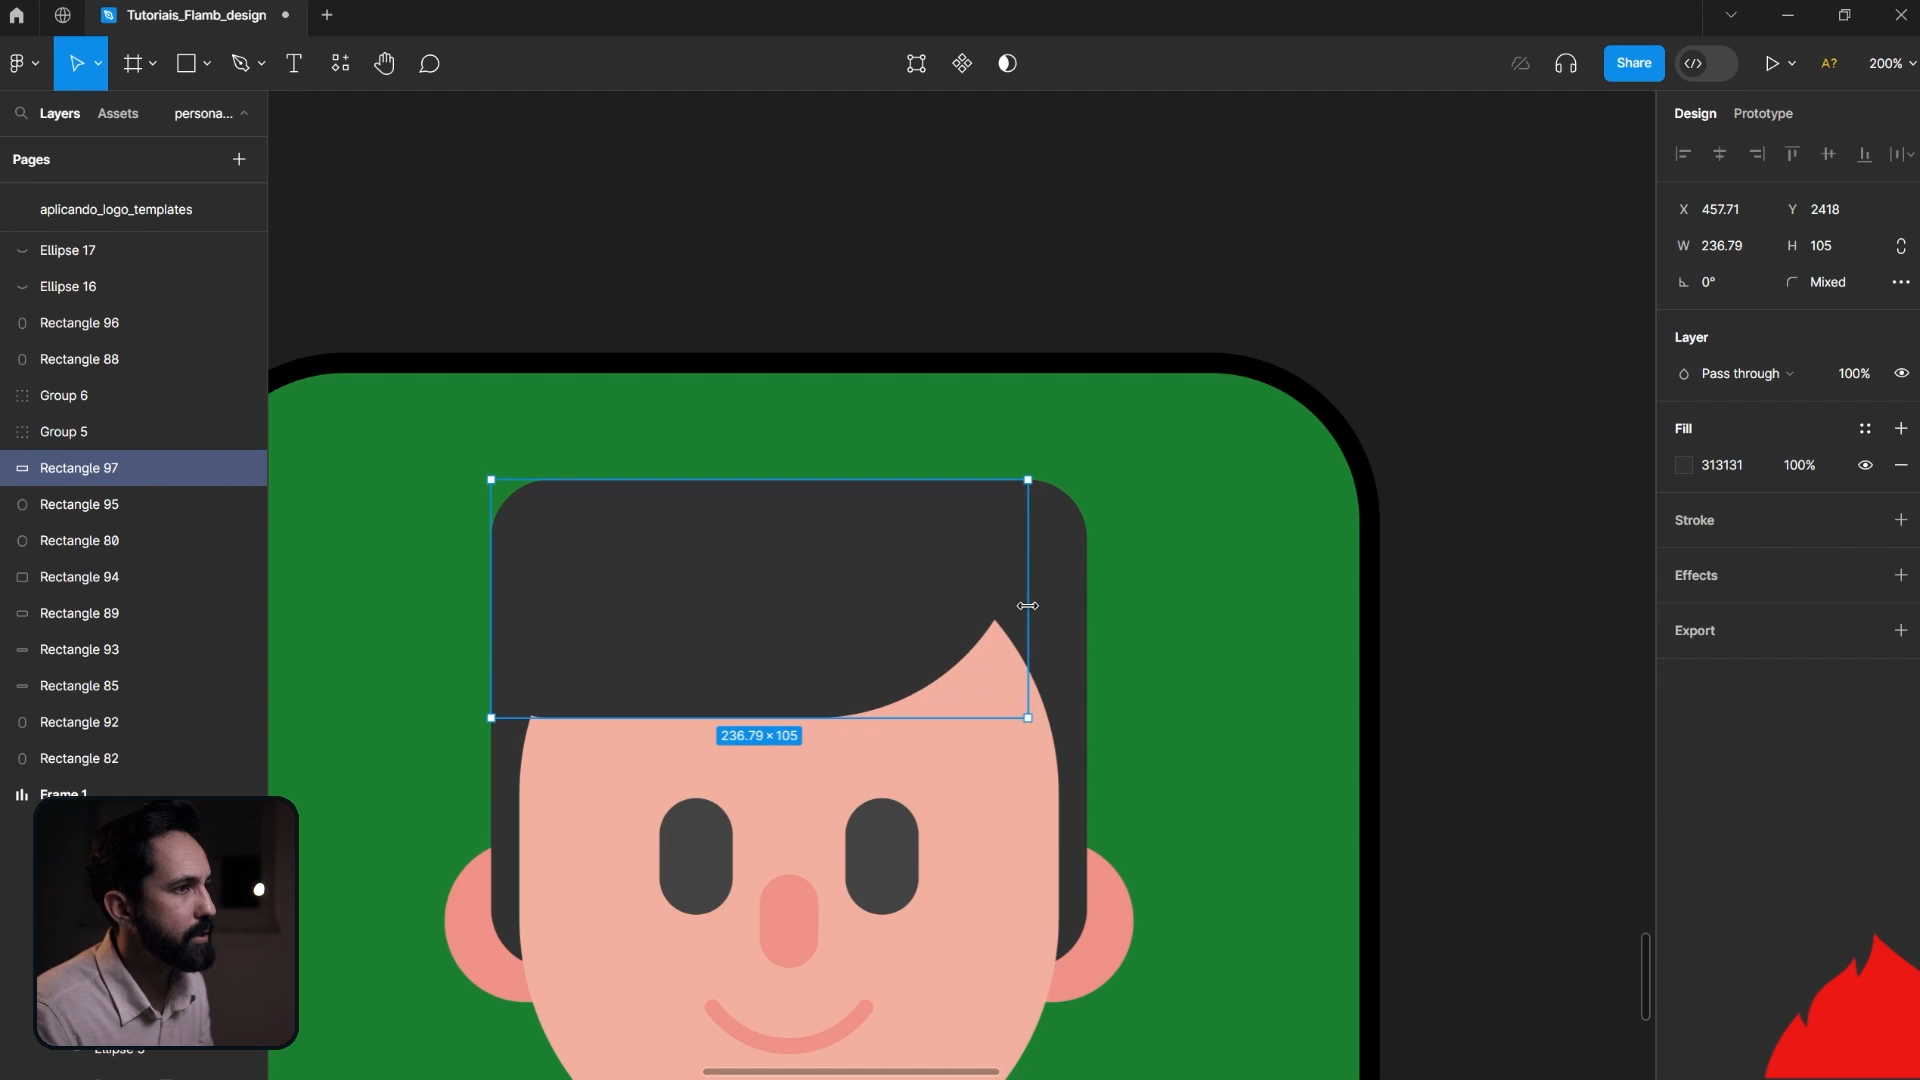 Tutoriais_Flamb_design
Share
A?
200%
Layers
Assets
persona...
Design
Prototype
Pages
X 457.71
Y 2418
aplicando_logo_templates
W 236.79
H 105
Ellipse 17
0°
Mixed
Ellipse 16
Rectangle 96
Layer
Rectangle 88
Pass through
100%
Group 6
Group 5
Fill
Rectangle 97
313131
100%
Rectangle 95
Stroke
Rectangle 80
Rectangle 94
Effects
Rectangle 89
Export
Rectangle 93
Rectangle 85
Rectangle 92
236.79 × 105
Rectangle 82
Frame 1